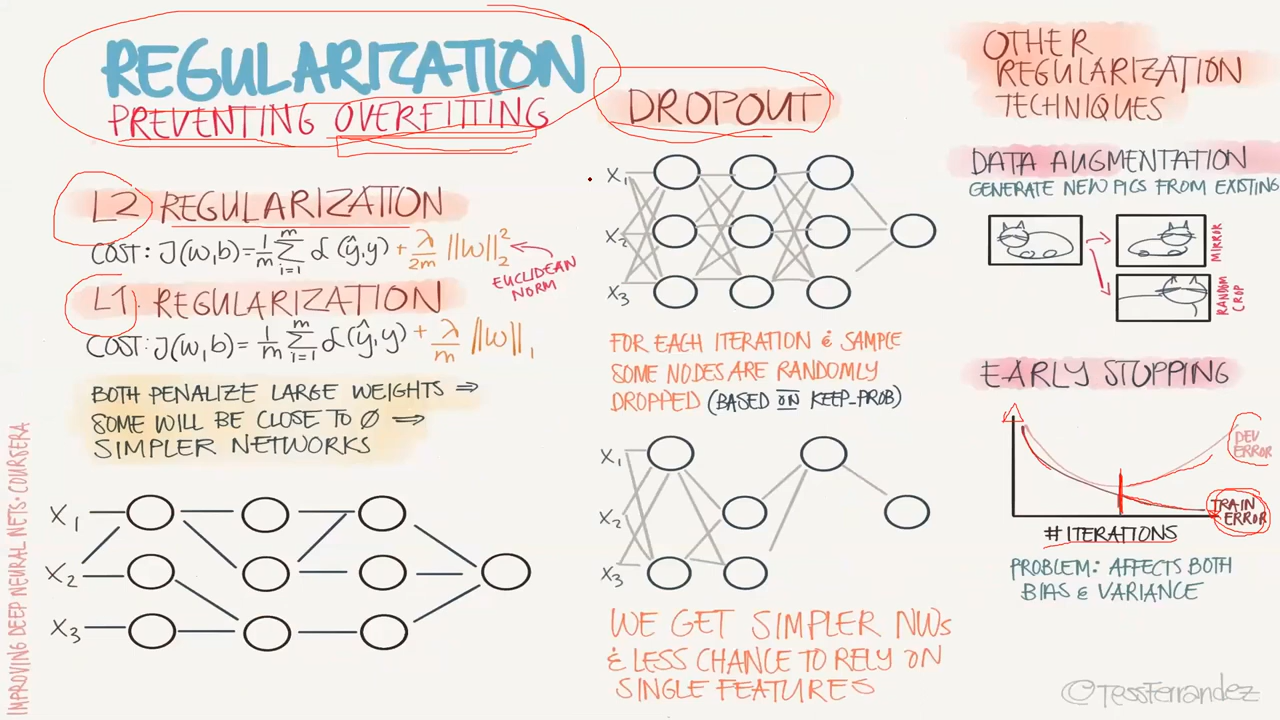 REGULARIZATION
PREVENTING OVERFITTING
L2 REGULARIZATION
COST: J(w,b) = 1/m Σ_{i=1}^{m} L(ŷ,y) + λ/2m ||w||₂²
EUCLIDEAN
NORM
L1 REGULARIZATION
COST: J(w,b) = 1/m Σ_{i=1}^{m} L(ŷ,y) + λ/m ||w||₁
BOTH PENALIZE LARGE WEIGHTS ⇒
SOME WILL BE CLOSE TO Ø ⇒
SIMPLER NETWORKS
X1
X2
X3
IMPROVING DEEP NEURAL NETS · COURSERA
DROPOUT
X1
X2
X3
FOR EACH ITERATION & SAMPLE
SOME NODES ARE RANDOMLY
DROPPED (BASED ON KEEP_PROB)
X1
X2
X3
WE GET SIMPLER NWs
& LESS CHANCE TO RELY ON
SINGLE FEATURES
OTHER
REGULARIZATION
TECHNIQUES
DATA AUGMENTATION
GENERATE NEW PICS FROM EXISTING
MIRROR
RANDOM
CROP
EARLY STOPPING
DEV
ERROR
TRAIN
ERROR
# ITERATIONS
PROBLEM: AFFECTS BOTH
BIAS & VARIANCE
©TessFerrandez